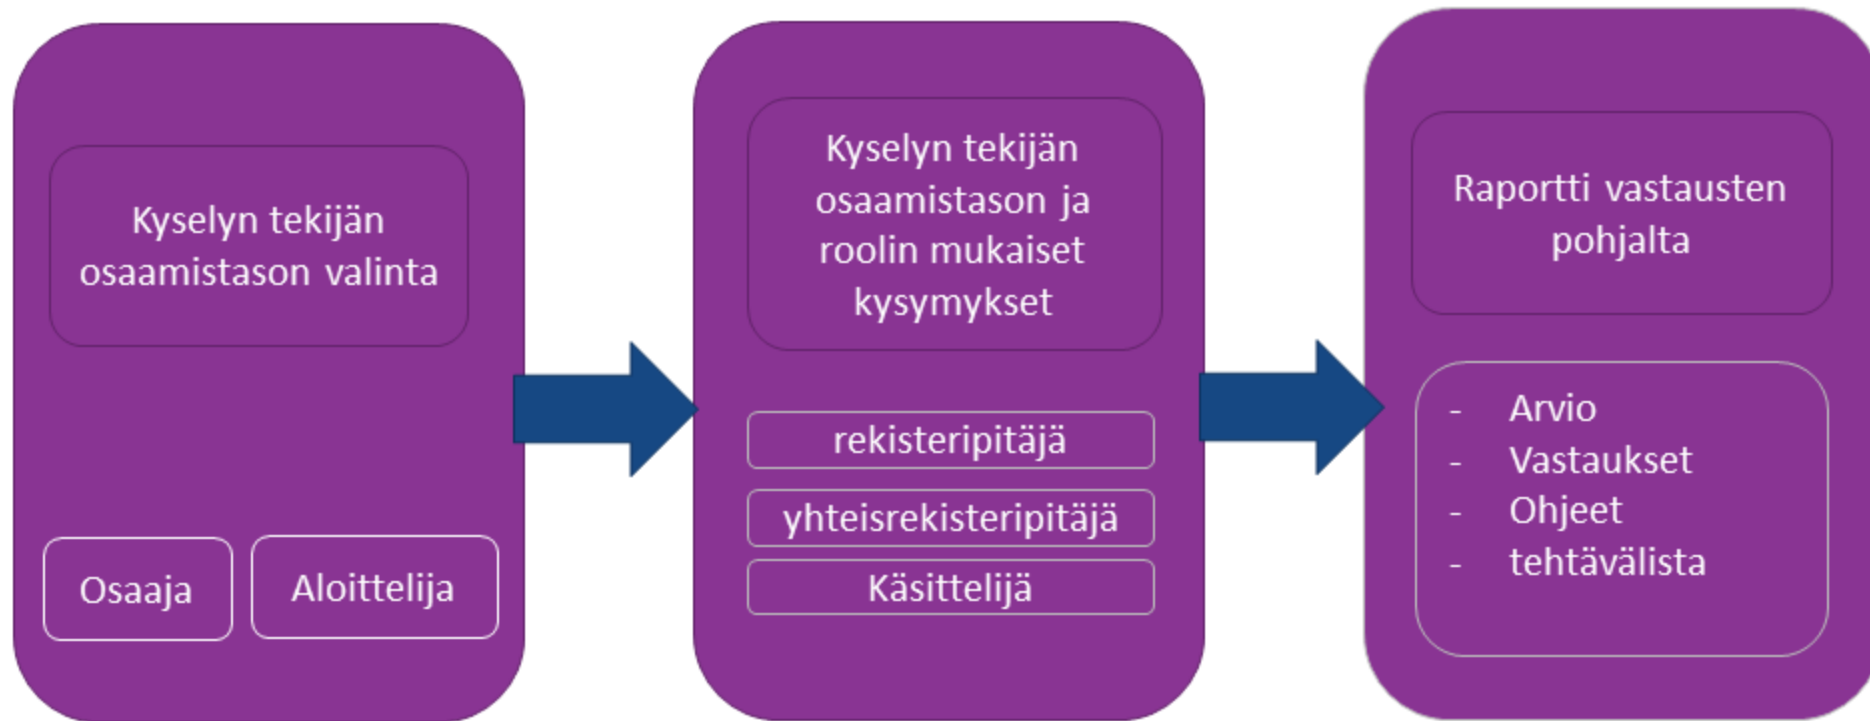 Kyselyn tekijän
osaamistason valinta
Osaaja
Aloittelija
Kyselyn tekijän
osaamistason ja
roolin mukaiset
kysymykset
rekisteripitäjä
yhteisrekisteripitäjä
Käsittelijä
Raportti vastausten
pohjalta
- Arvio
- Vastaukset
- Ohjeet
- tehtävälista